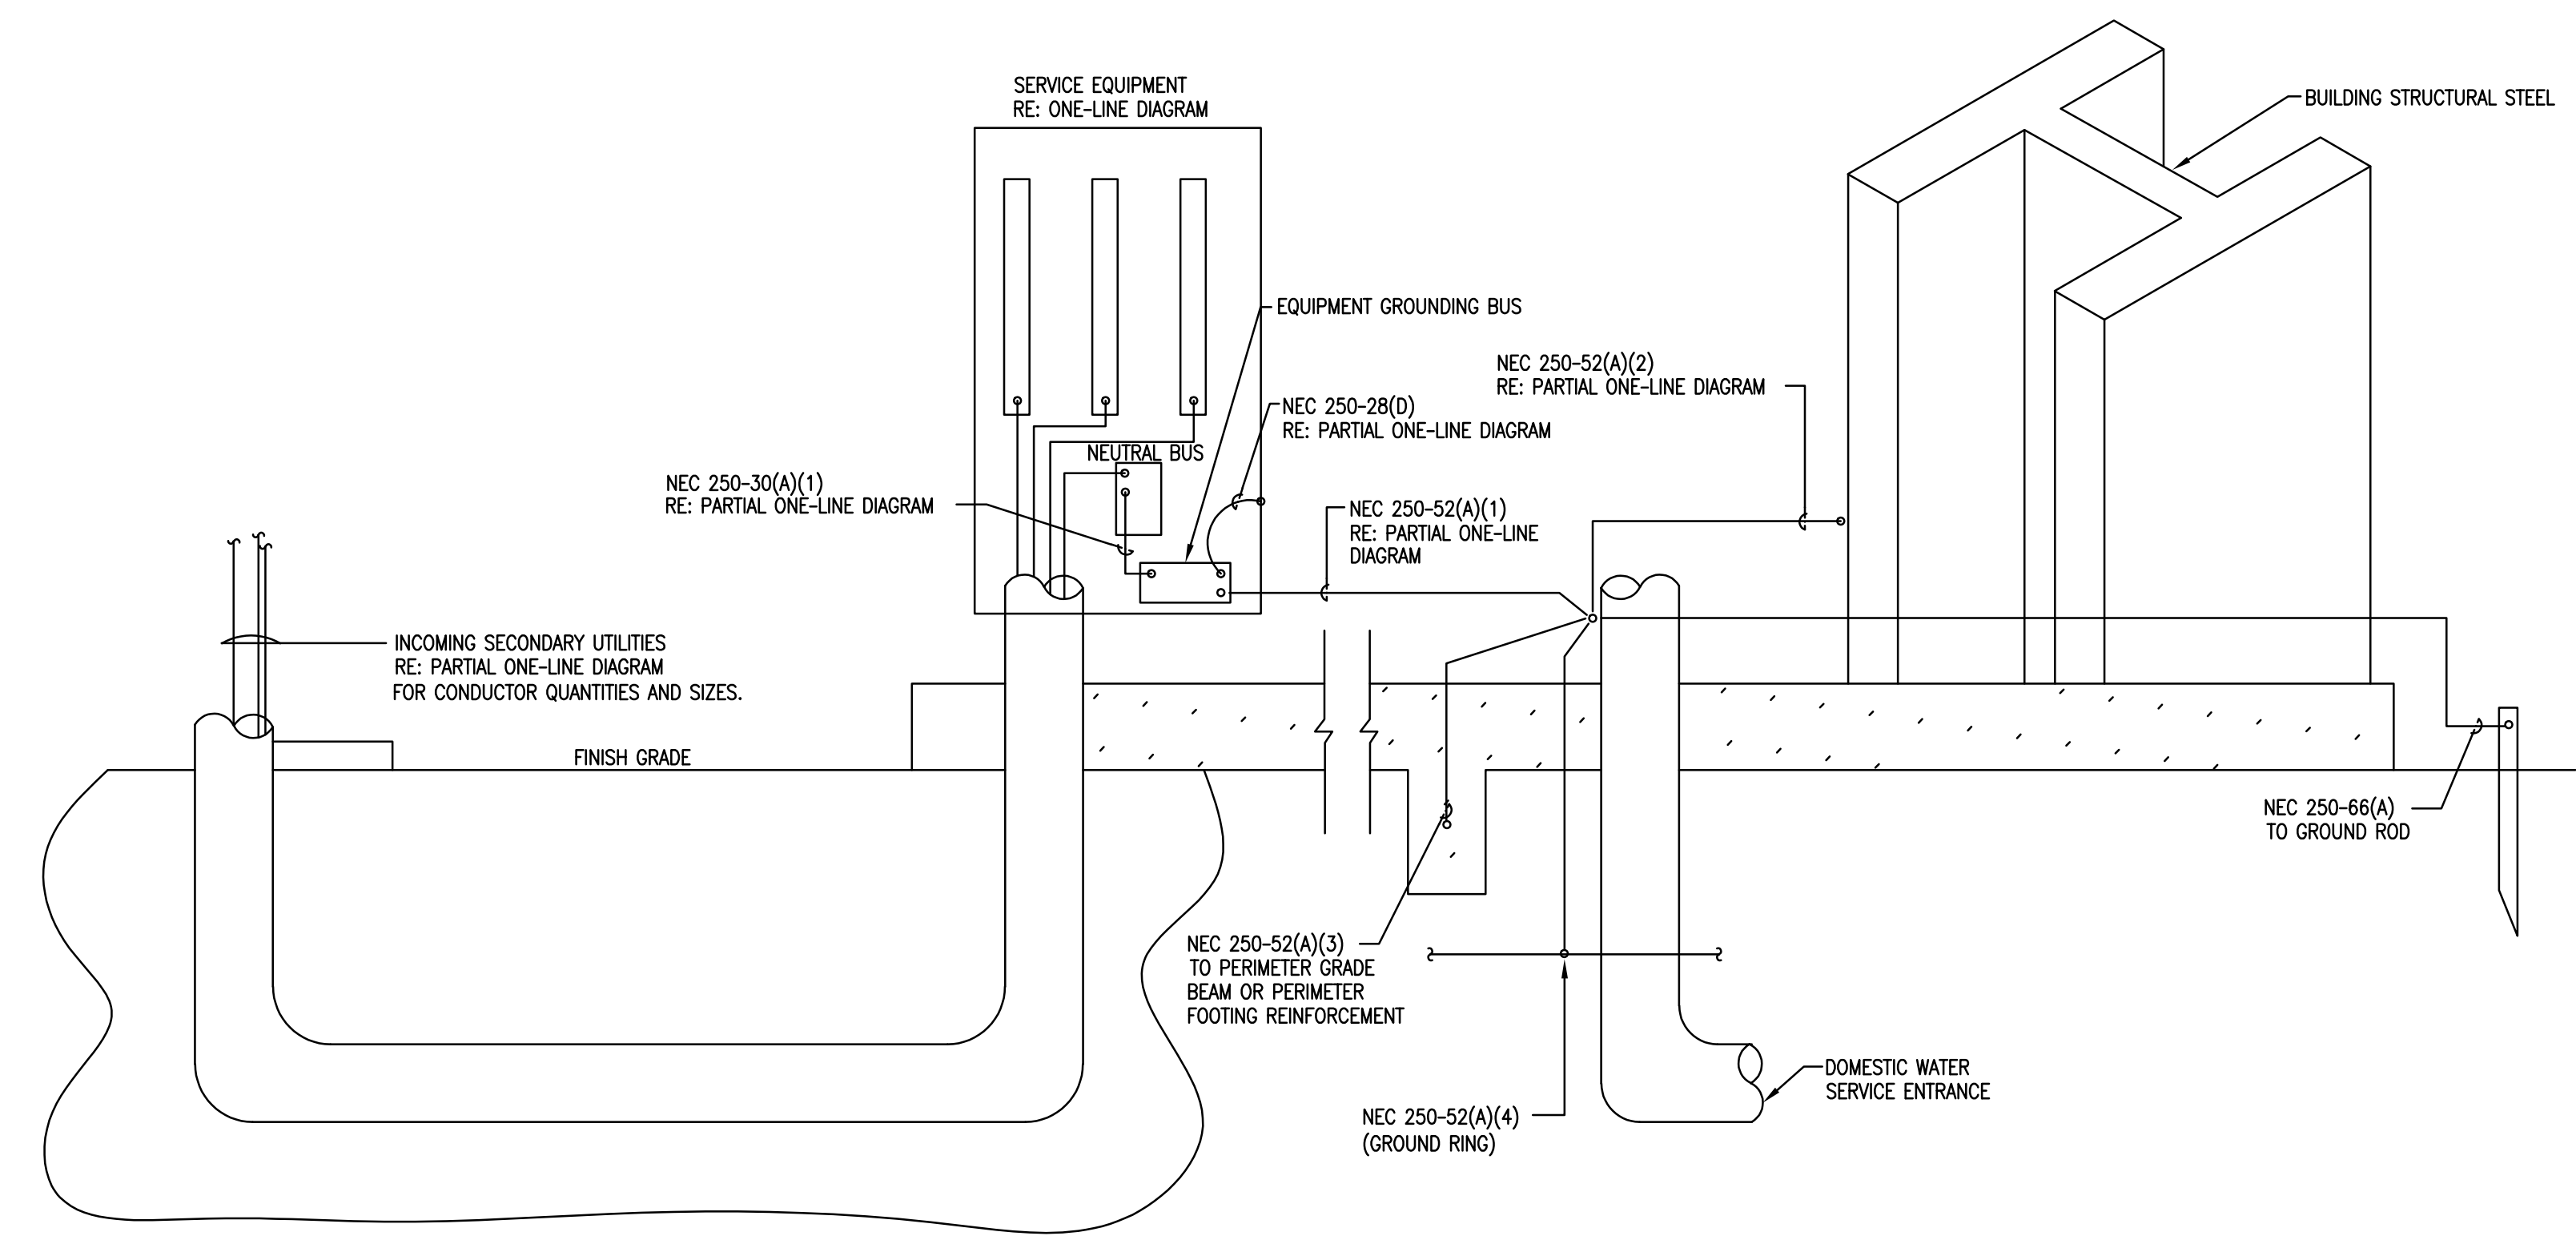 SERVICE EQUIPMENT
RE: ONE-LINE DIAGRAM
BUILDING STRUCTURAL STEEL
EQUIPMENT GROUNDING BUS
NEC 250-52(A)(2)
RE: PARTIAL ONE-LINE DIAGRAM
NEC 250-28(D)
RE: PARTIAL ONE-LINE DIAGRAM
NEUTRAL BUS
NEC 250-30(A)(1)
RE: PARTIAL ONE-LINE DIAGRAM
NEC 250-52(A)(1)
RE: PARTIAL ONE-LINE
DIAGRAM
INCOMING SECONDARY UTILITIES
RE: PARTIAL ONE-LINE DIAGRAM
FOR CONDUCTOR QUANTITIES AND SIZES.
FINISH GRADE
NEC 250-66(A)
TO GROUND ROD
NEC 250-52(A)(3)
TO PERIMETER GRADE
BEAM OR PERIMETER
FOOTING REINFORCEMENT
DOMESTIC WATER
SERVICE ENTRANCE
NEC 250-52(A)(4)
(GROUND RING)